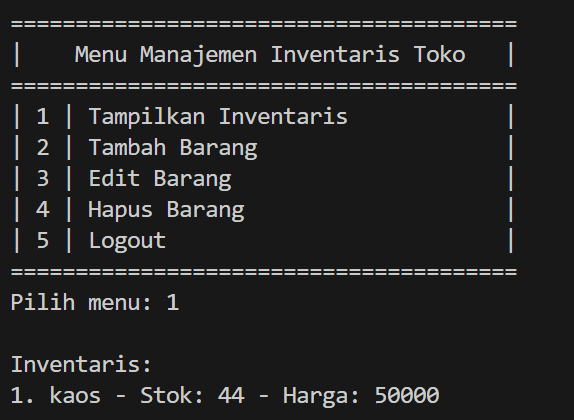 =======================================
|    Menu Manajemen Inventaris Toko   |
=======================================
| 1 | Tampilkan Inventaris            |
| 2 | Tambah Barang                   |
| 3 | Edit Barang                     |
| 4 | Hapus Barang                    |
| 5 | Logout                          |
=======================================
Pilih menu: 1

Inventaris:
1. kaos - Stok: 44 - Harga: 50000